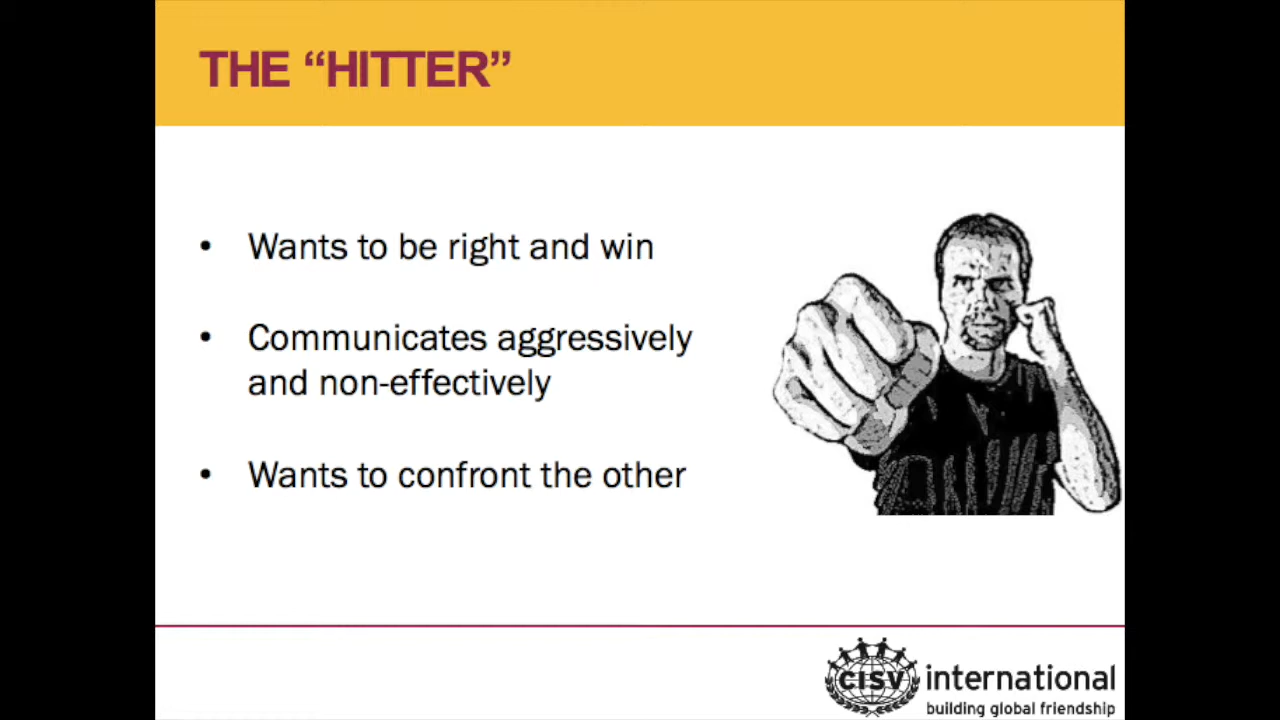 THE “HITTER”
• Wants to be right and win
• Communicates aggressively
and non-effectively
• Wants to confront the other
CISV
international
building global friendship